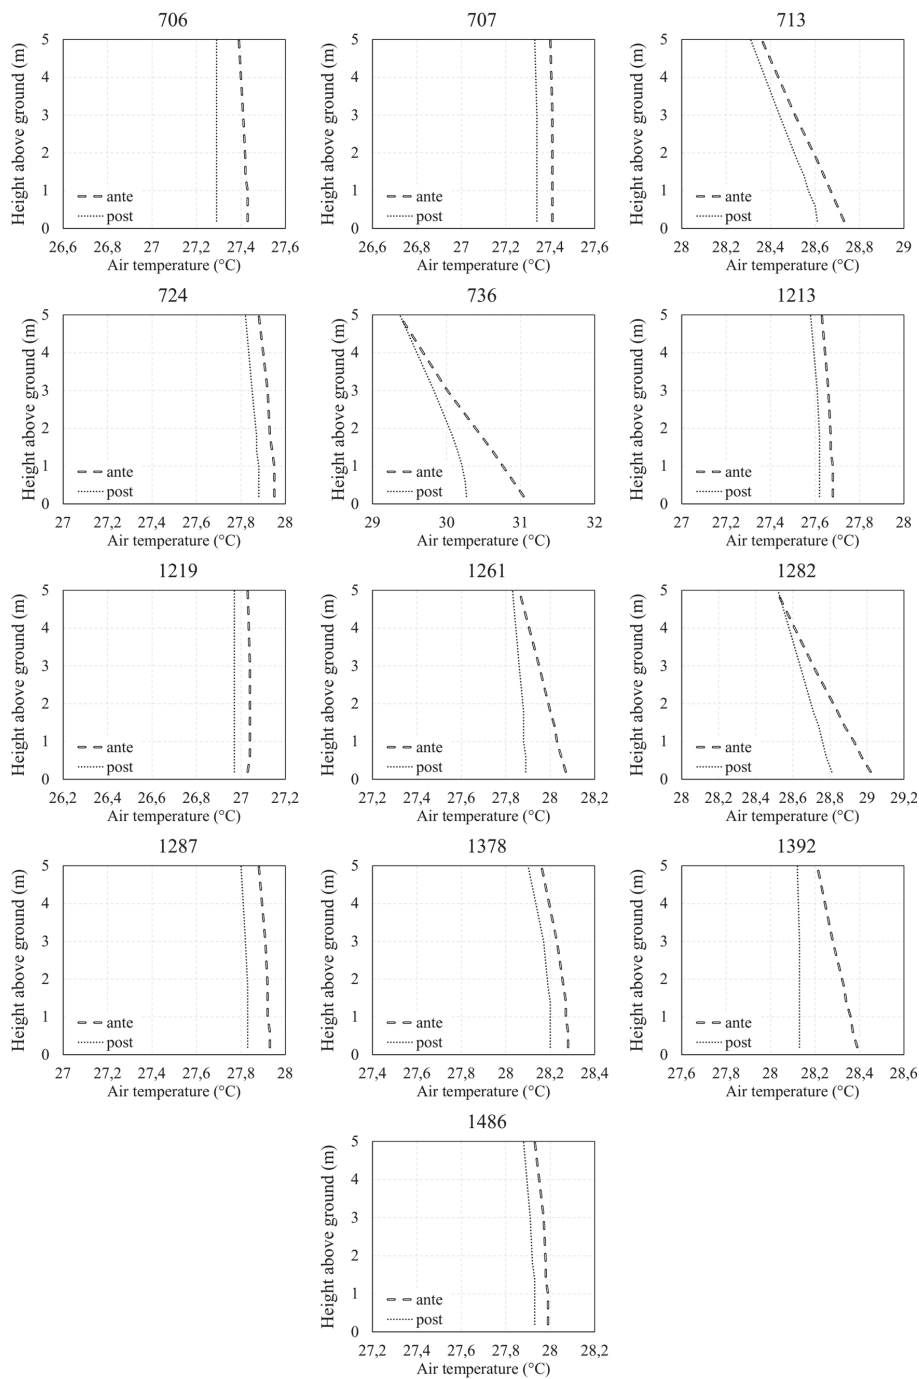 706
707
713
Height above ground (m)
5
4
3
2
1
0
ante
post
26,6 26,8 27 27,2 27,4 27,6
Air temperature (°C)
Height above ground (m)
5
4
3
2
1
0
ante
post
26,6 26,8 27 27,2 27,4 27,6
Air temperature (°C)
Height above ground (m)
5
4
3
2
1
0
ante
post
28 28,2 28,4 28,6 28,8 29
Air temperature (°C)
724
736
1213
Height above ground (m)
5
4
3
2
1
0
ante
post
27 27,2 27,4 27,6 27,8 28
Air temperature (°C)
Height above ground (m)
5
4
3
2
1
0
ante
post
29 30 31 32
Air temperature (°C)
Height above ground (m)
5
4
3
2
1
0
ante
post
27 27,2 27,4 27,6 27,8 28
Air temperature (°C)
1219
1261
1282
Height above ground (m)
5
4
3
2
1
0
ante
post
26,2 26,4 26,6 26,8 27 27,2
Air temperature (°C)
Height above ground (m)
5
4
3
2
1
0
ante
post
27,2 27,4 27,6 27,8 28 28,2
Air temperature (°C)
Height above ground (m)
5
4
3
2
1
0
ante
post
28 28,2 28,4 28,6 28,8 29 29,2
Air temperature (°C)
1287
1378
1392
Height above ground (m)
5
4
3
2
1
0
ante
post
27 27,2 27,4 27,6 27,8 28
Air temperature (°C)
Height above ground (m)
5
4
3
2
1
0
ante
post
27,4 27,6 27,8 28 28,2 28,4
Air temperature (°C)
Height above ground (m)
5
4
3
2
1
0
ante
post
27,6 27,8 28 28,2 28,4 28,6
Air temperature (°C)
1486
Height above ground (m)
5
4
3
2
1
0
ante
post
27,2 27,4 27,6 27,8 28 28,2
Air temperature (°C)